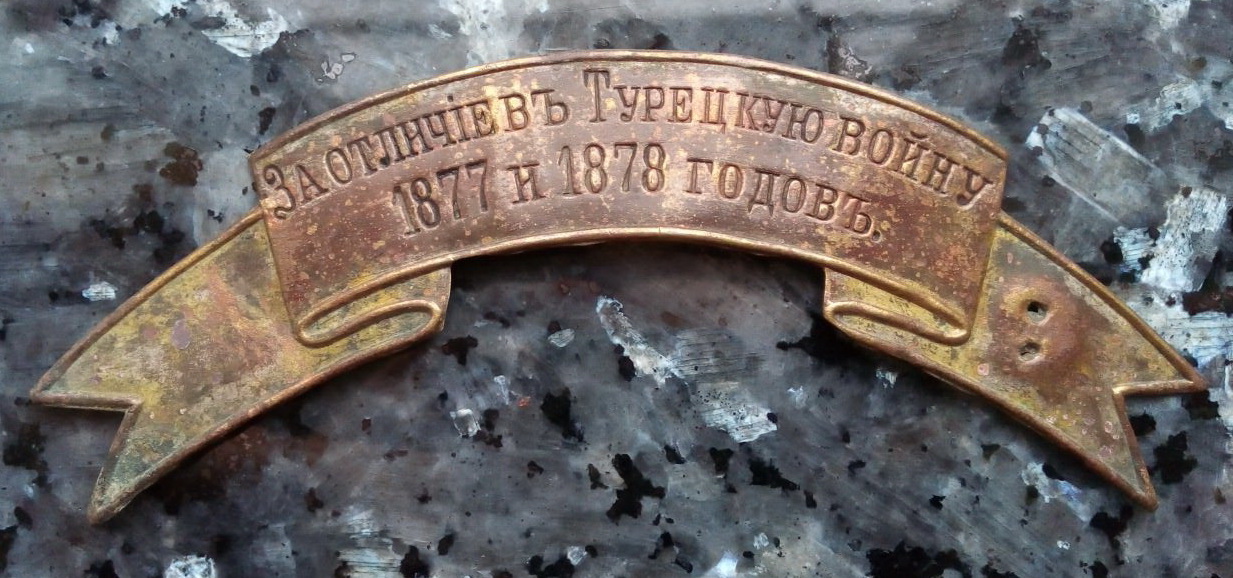 ЗА ОТЛИЧІЕ ВЪ ТУРЕЦКУЮ ВОЙНУ
1877 И 1878 ГОДОВЪ.